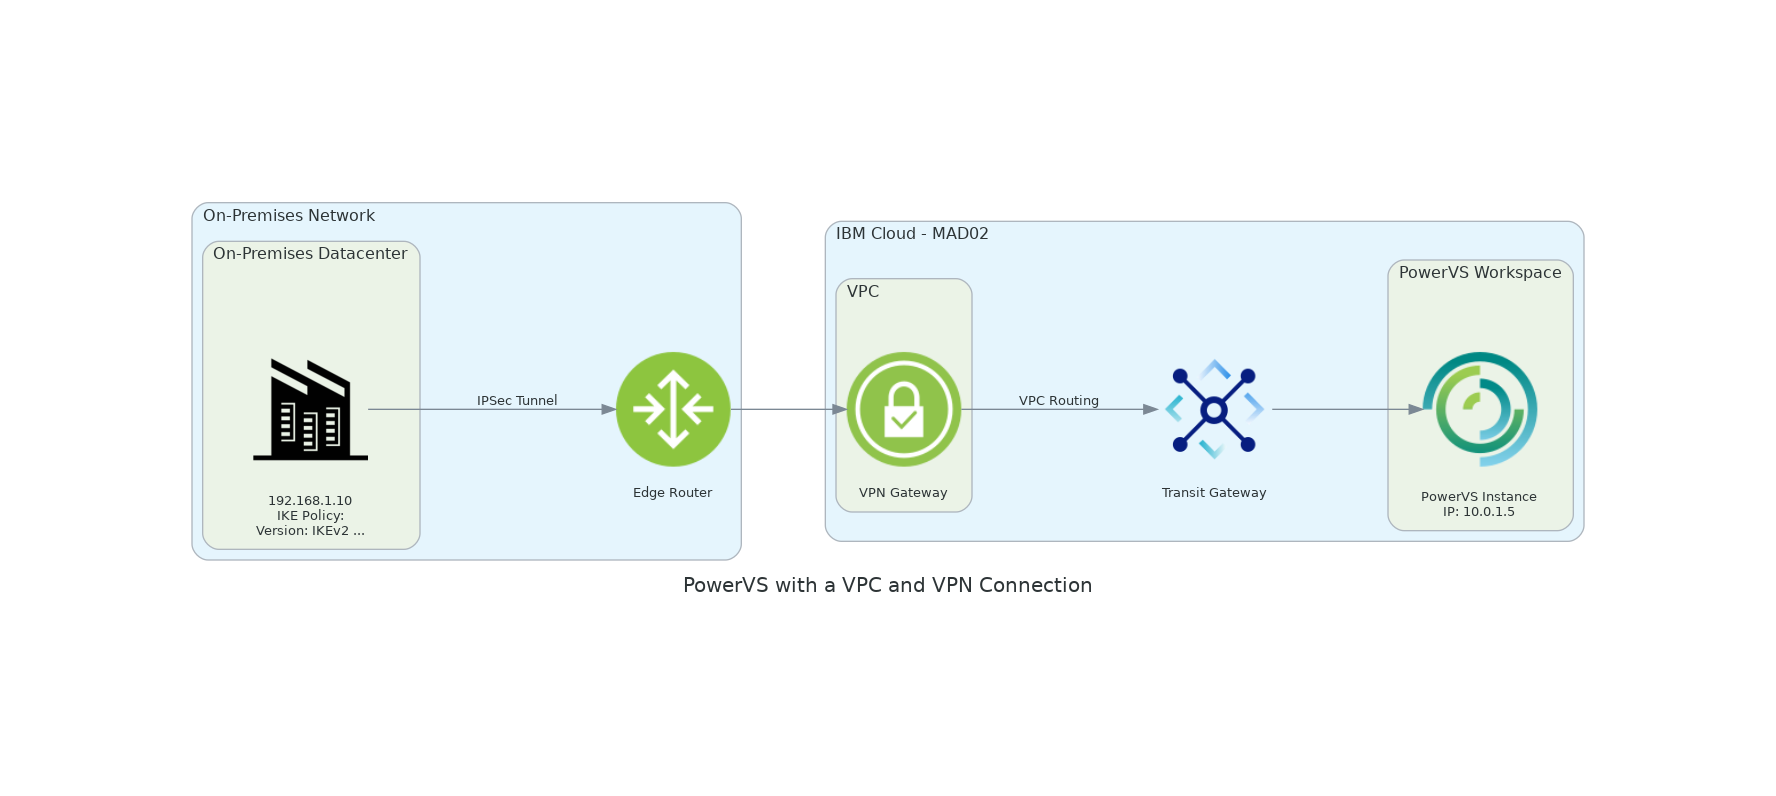 On-Premises Network
On-Premises Datacenter
192.168.1.10
IKE Policy:
Version: IKEv2 ...
IPSec Tunnel
Edge Router
IBM Cloud - MAD02
VPC
VPN Gateway
VPC Routing
Transit Gateway
PowerVS Workspace
PowerVS Instance
IP: 10.0.1.5
PowerVS with a VPC and VPN Connection